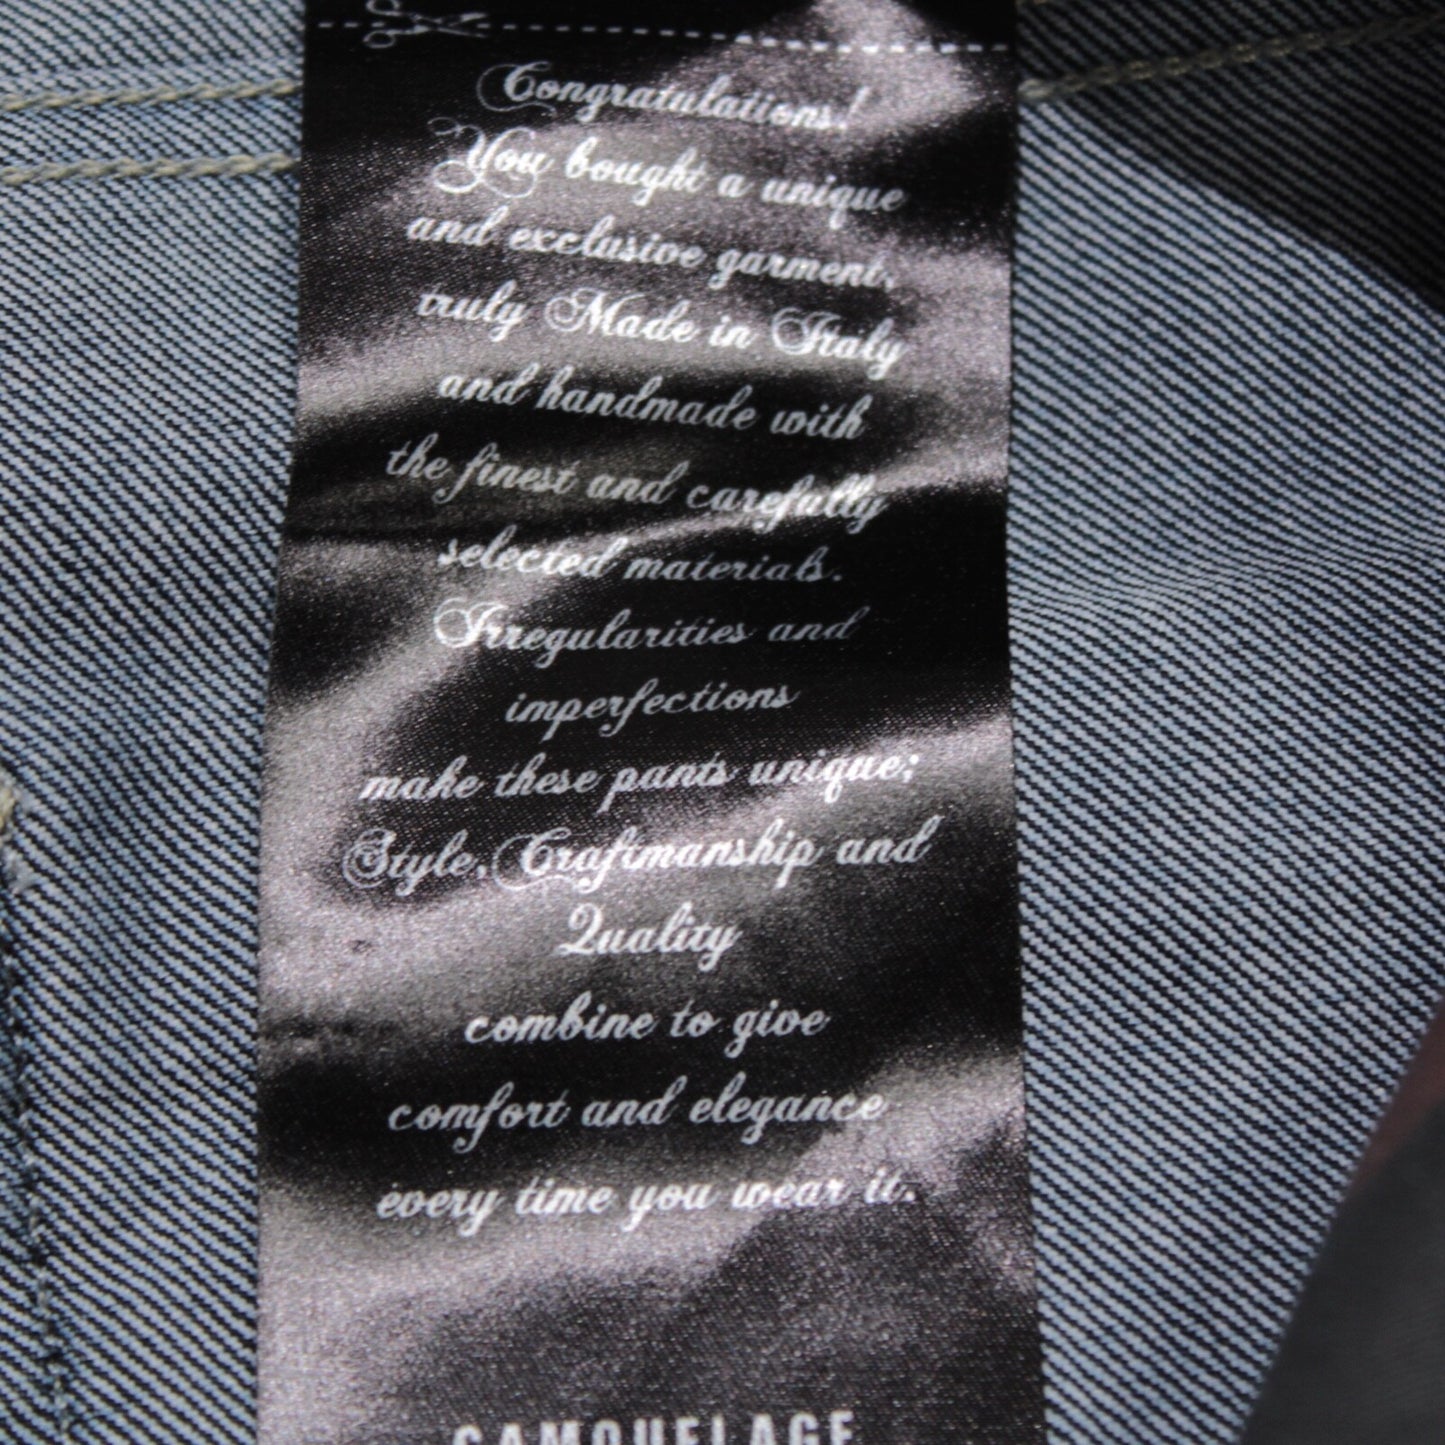 Congratulations!
You bought a unique
and exclusive garment,
truly Made in Italy
and handmade with
the finest and carefully
selected materials.
Irregularities and
imperfections
make these pants unique;
Style, Craftmanship and
Quality
combine to give
comfort and elegance
every time you wear it.
CAMOUFLAGE